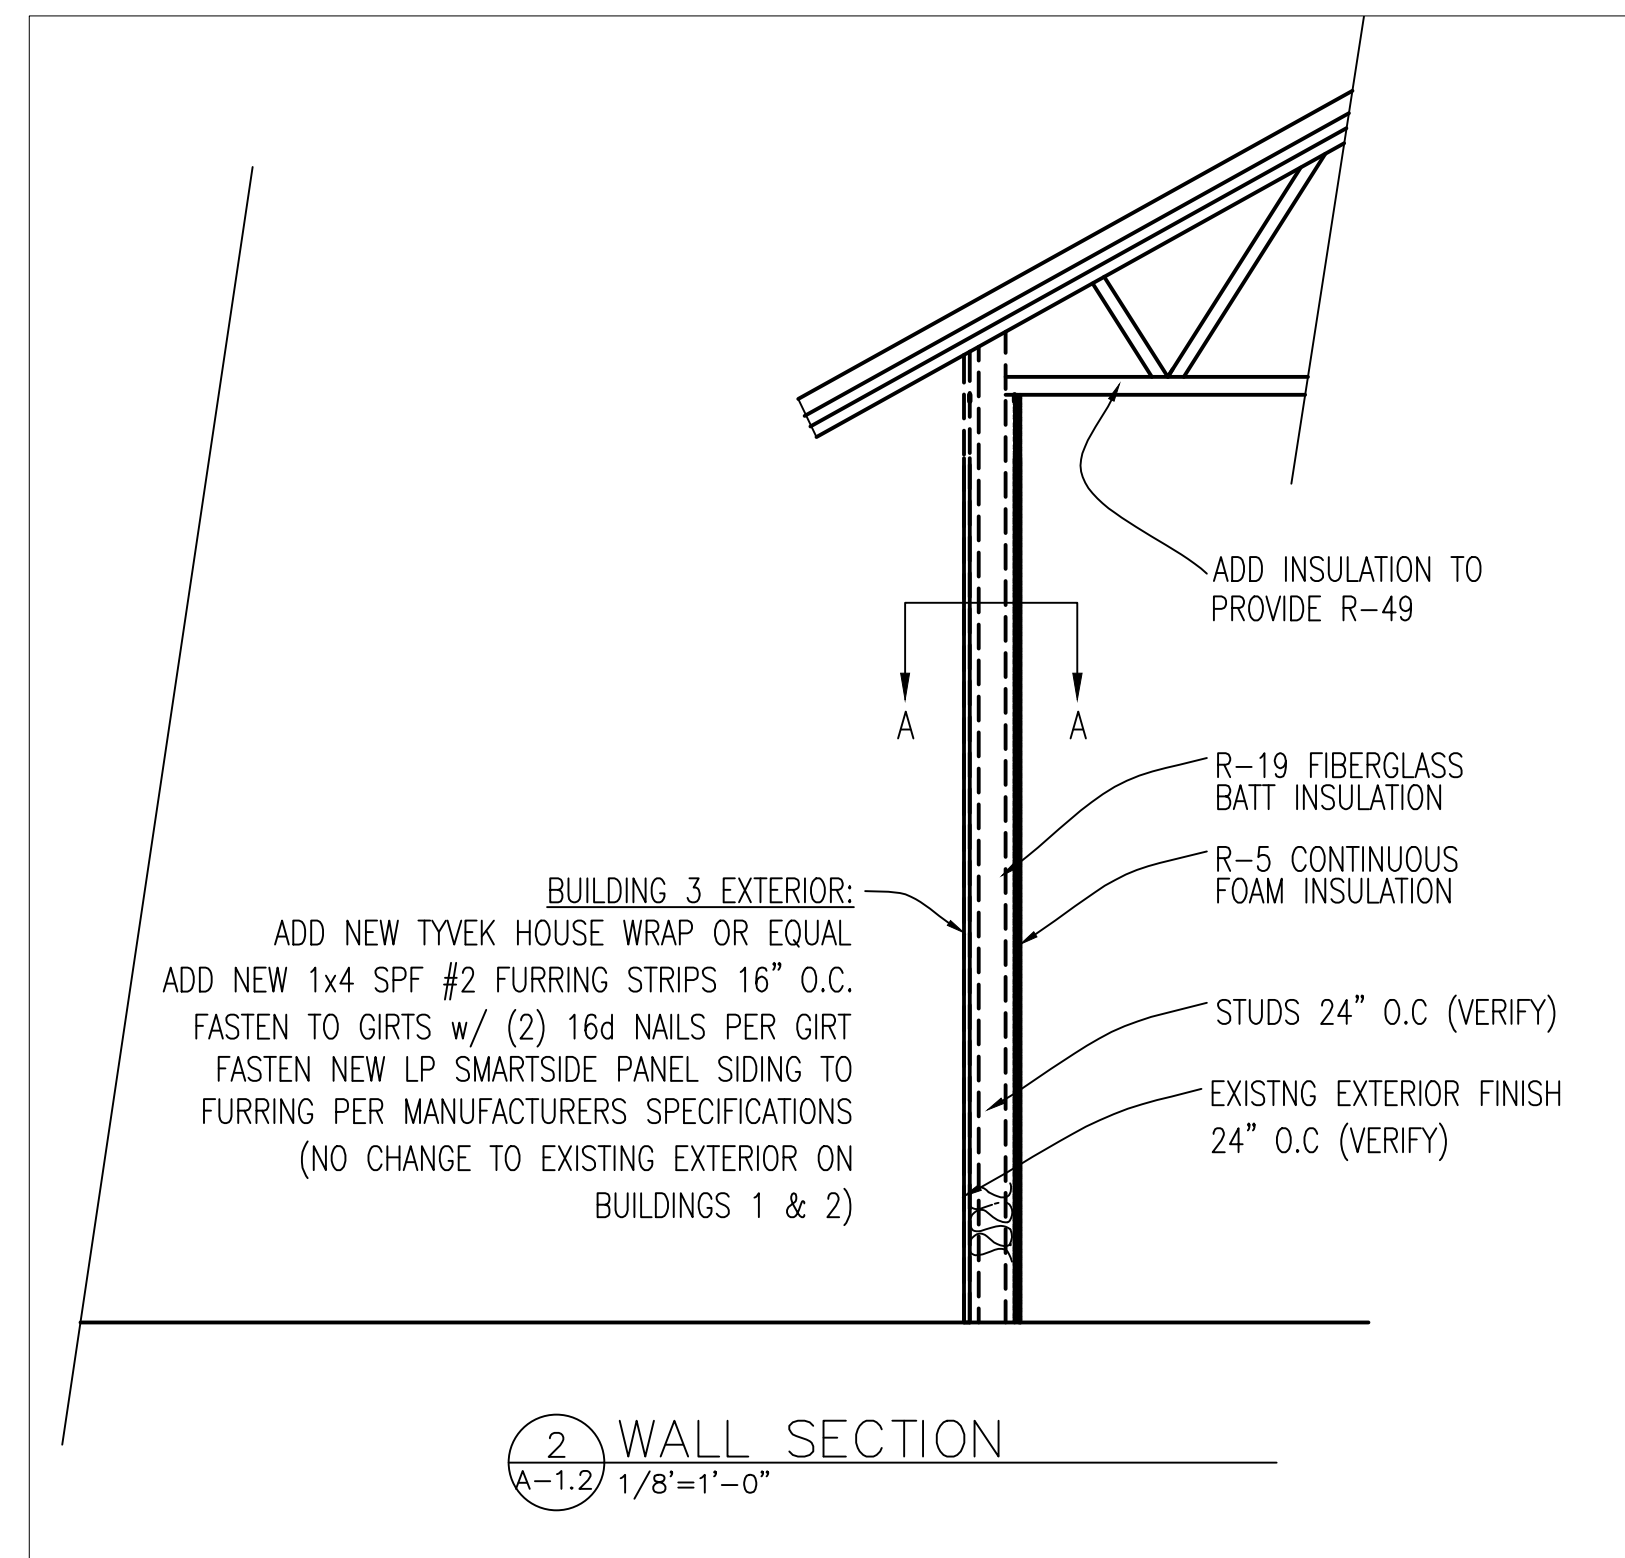 ADD INSULATION TO
PROVIDE R-49
A A
R-19 FIBERGLASS
BATT INSULATION
R-5 CONTINUOUS
FOAM INSULATION
BUILDING 3 EXTERIOR:
ADD NEW TYVEK HOUSE WRAP OR EQUAL
ADD NEW 1x4 SPF #2 FURRING STRIPS 16" O.C.
FASTEN TO GIRTS w/ (2) 16d NAILS PER GIRT
FASTEN NEW LP SMARTSIDE PANEL SIDING TO
FURRING PER MANUFACTURERS SPECIFICATIONS
(NO CHANGE TO EXISTING EXTERIOR ON
BUILDINGS 1 & 2)
STUDS 24" O.C (VERIFY)
EXISTNG EXTERIOR FINISH
24" O.C (VERIFY)
2 WALL SECTION
A-1.2 1/8'=1'-0"